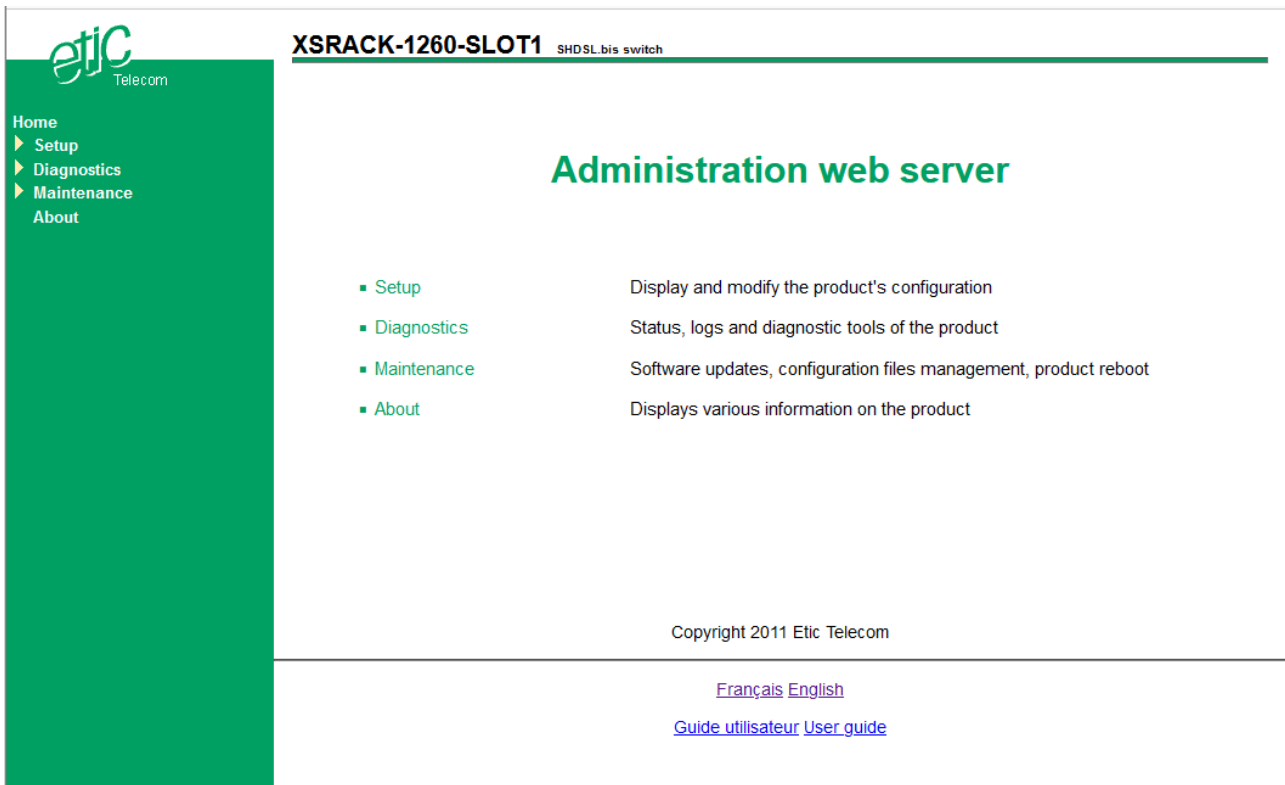 etic
Telecom
XSRACK-1260-SLOT1 SHDSL.bis switch
Home
Setup
Diagnostics
Maintenance
About
Administration web server
Setup Display and modify the product's configuration
Diagnostics Status, logs and diagnostic tools of the product
Maintenance Software updates, configuration files management, product reboot
About Displays various information on the product
Copyright 2011 Etic Telecom
Français English
Guide utilisateur User guide